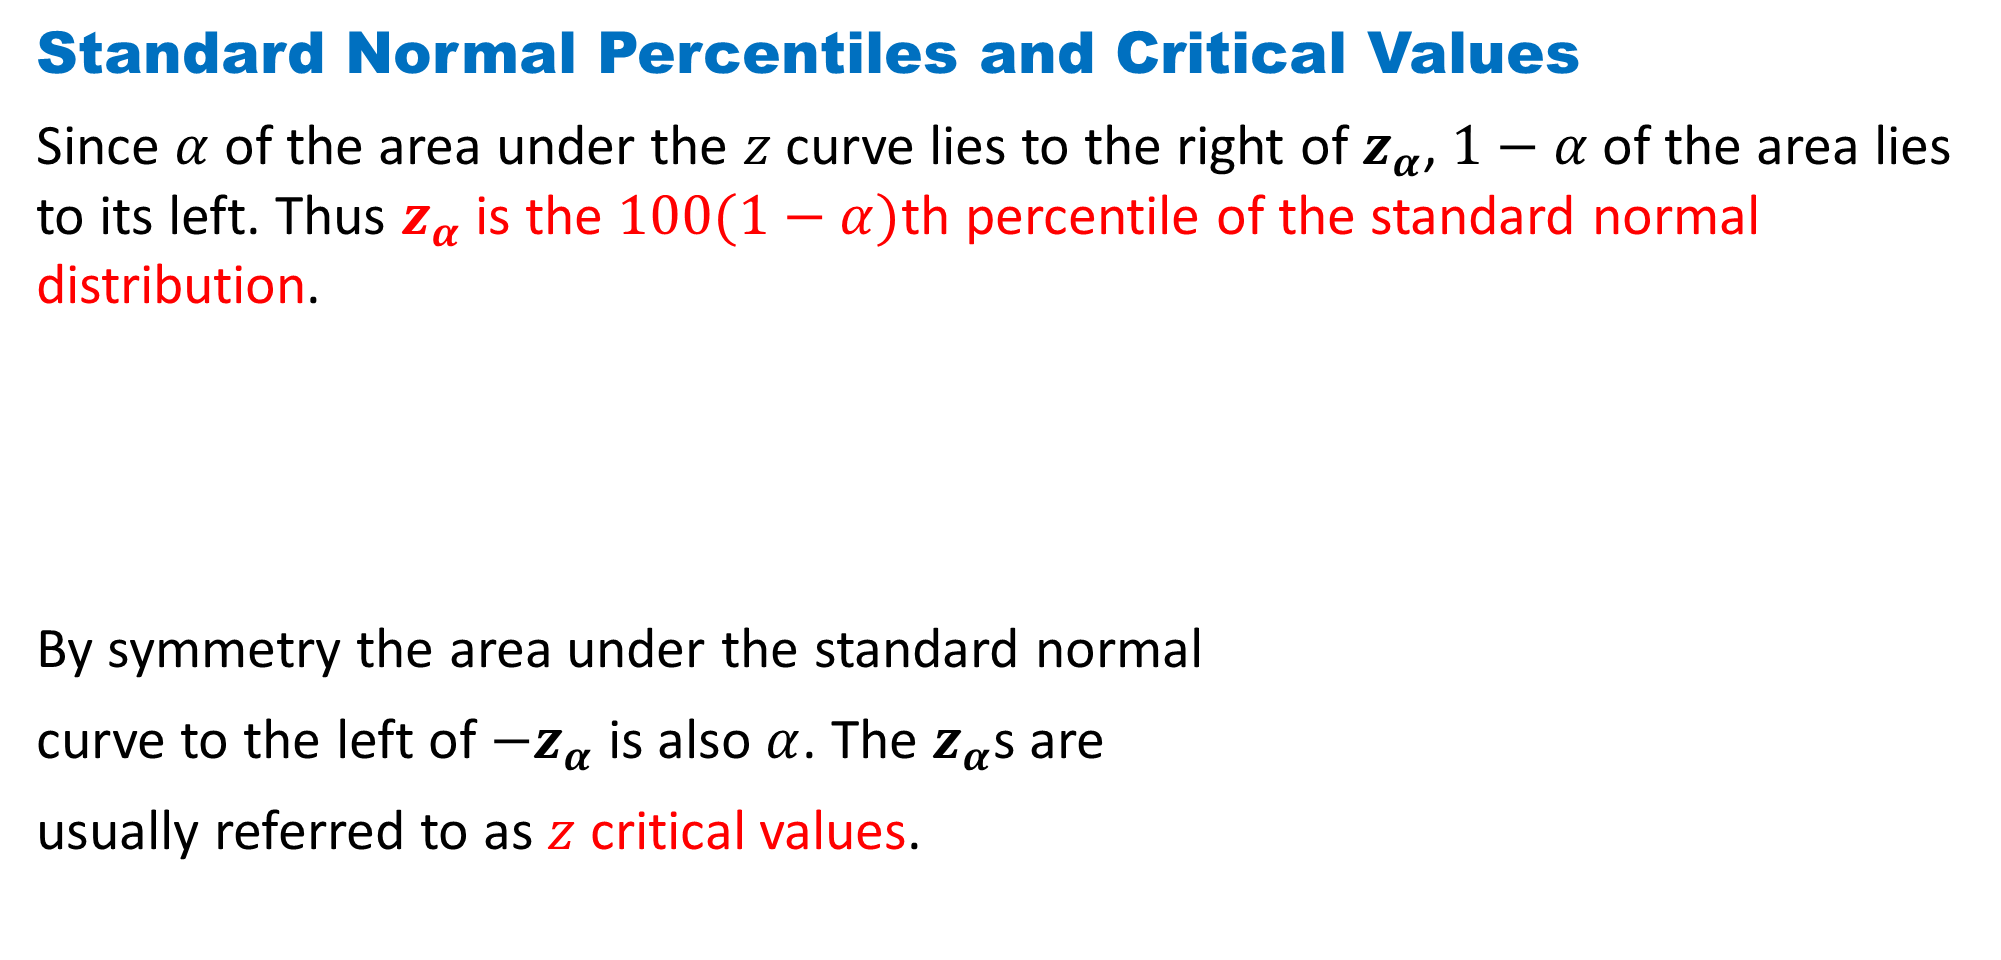 Standard Normal Percentiles and Critical Values
Since α of the area under the z curve lies to the right of zα, 1 − α of the area lies
to its left. Thus zα is the 100(1 − α)th percentile of the standard normal
distribution.
By symmetry the area under the standard normal
curve to the left of −zα is also α. The zαs are
usually referred to as z critical values.